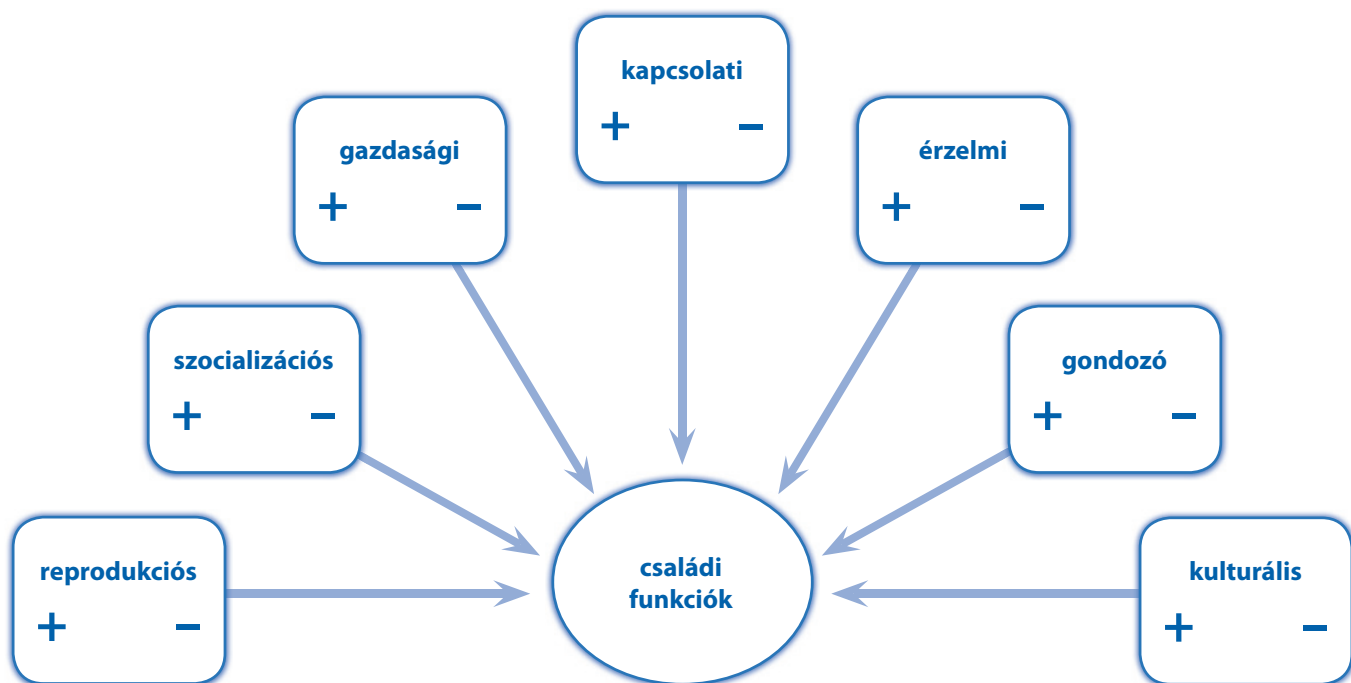 kapcsolati
+ −
gazdasági
+ −
érzelmi
+ −
szocializációs
+ −
gondozó
+ −
reprodukciós
+ −
családi
funkciók
kulturális
+ −